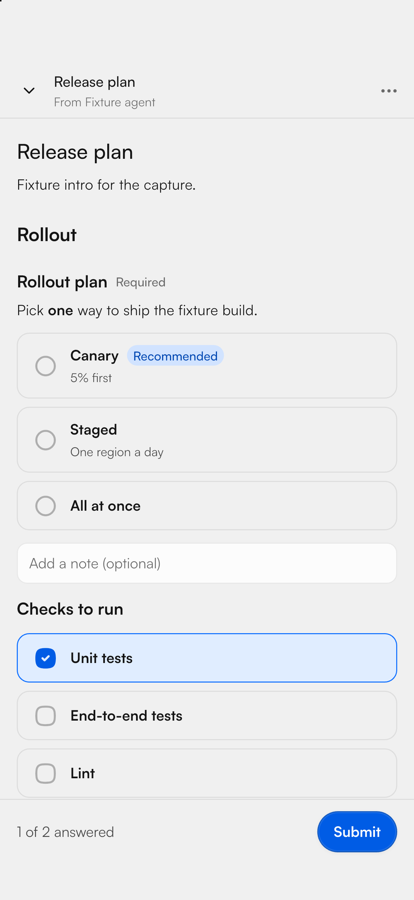 Release plan
From Fixture agent
Release plan
Fixture intro for the capture.
Rollout
Rollout plan Required
Pick one way to ship the fixture build.
Canary Recommended
5% first
Staged
One region a day
All at once
Add a note (optional)
Checks to run
Unit tests
End-to-end tests
Lint
1 of 2 answered Submit